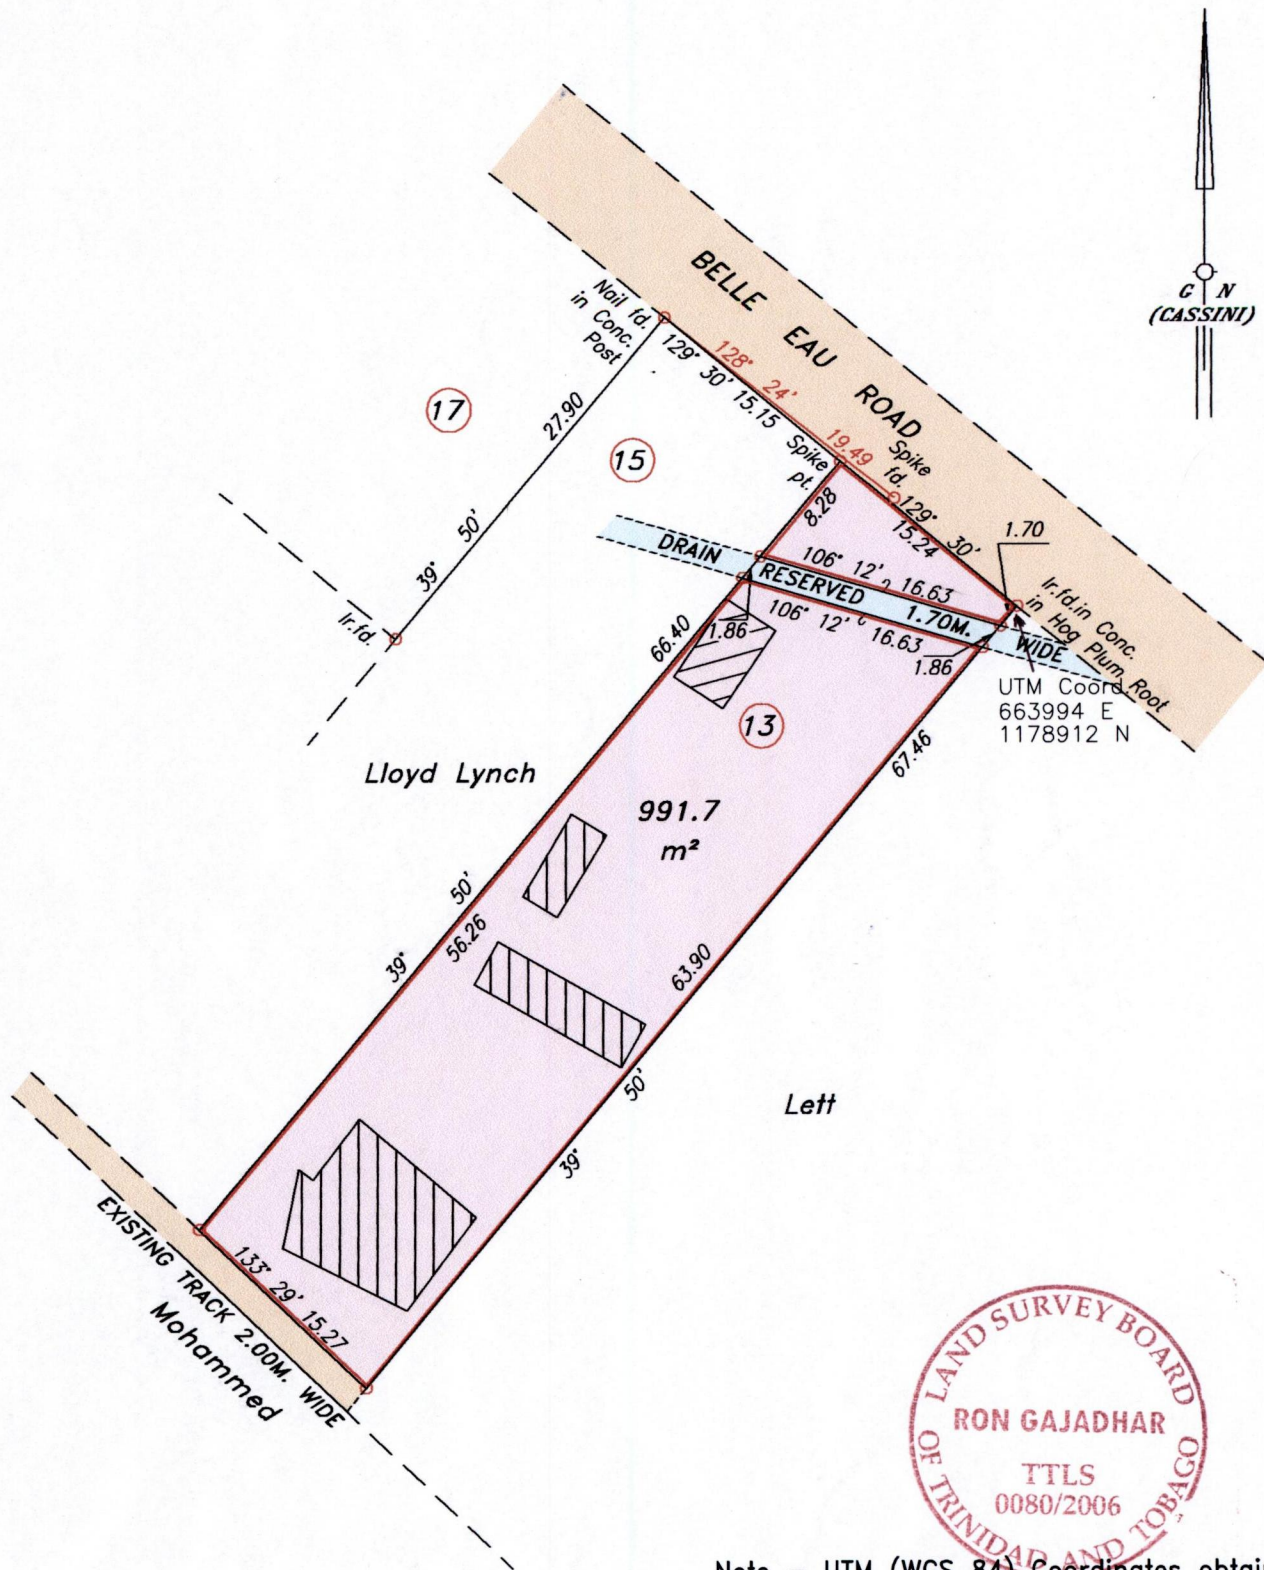 G N
(CASSINI)
BELLE EAU ROAD
Nail fd.
in Conc.
Post
129° 30' 15.15
128° 24'
19.49
Spike
pt.
Spike
fd.
129° 30'
15.24
1.70
17
27.90
39° 50'
15
8.28
Ir.fd.
DRAIN RESERVED 1.70M. WIDE
106° 12' 16.63
106° 12' 16.63
1.86
1.86
Ir.fd.in Conc.
in Hog Plum Root
UTM Coord.
663994 E
1178912 N
66.40
13
67.46
Lloyd Lynch
991.7
m²
39° 50'
56.26
63.90
39° 50'
Lett
133° 29' 15.27
EXISTING TRACK 2.00M. WIDE
Mohammed
LAND SURVEY BOARD
OF TRINIDAD AND TOBAGO
RON GAJADHAR
TTLS
0080/2006
Note – UTM (WGS 84) Coordinates obtain